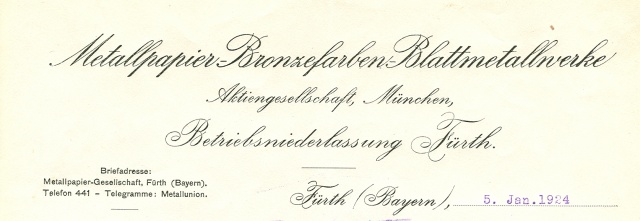 Metallpapier-Bronzefarben-Blattmetallwerke
Aktiengesellschaft, München,
Betriebsniederlassung Fürth.
Briefadresse:
Metallpapier-Gesellschaft, Fürth (Bayern).
Telefon 441 – Telegramme: Metallunion.
Fürth (Bayern), 5. Jan. 1924